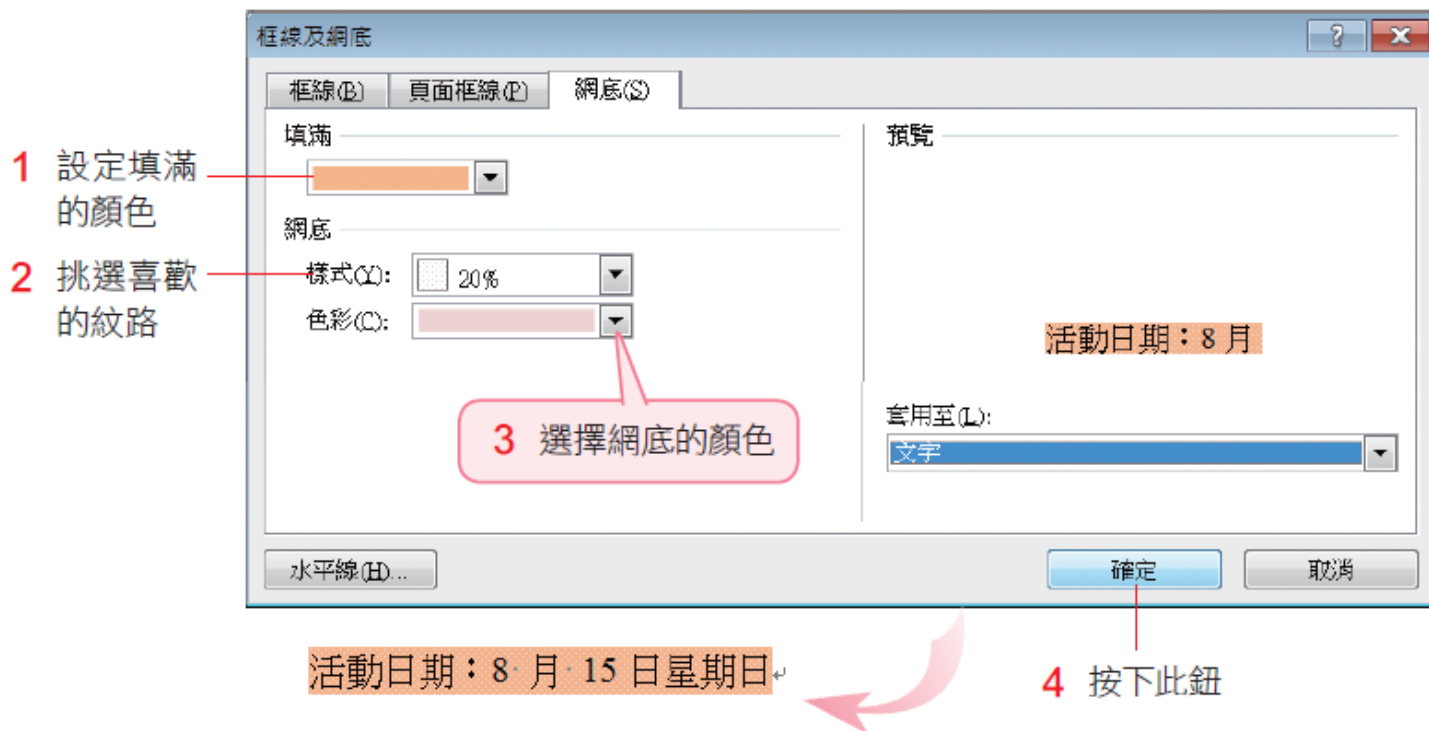 框線及網底
框線(B) 頁面框線(P) 網底(S)
填滿
預覽
1 設定填滿
的顏色
網底
2 挑選喜歡
的紋路
樣式(Y): 20%
色彩(C):
活動日期：8 月
3 選擇網底的顏色
套用至(L):
文字
水平線(H)...
確定
取消
活動日期：8 月 15 日星期日
4 按下此鈕